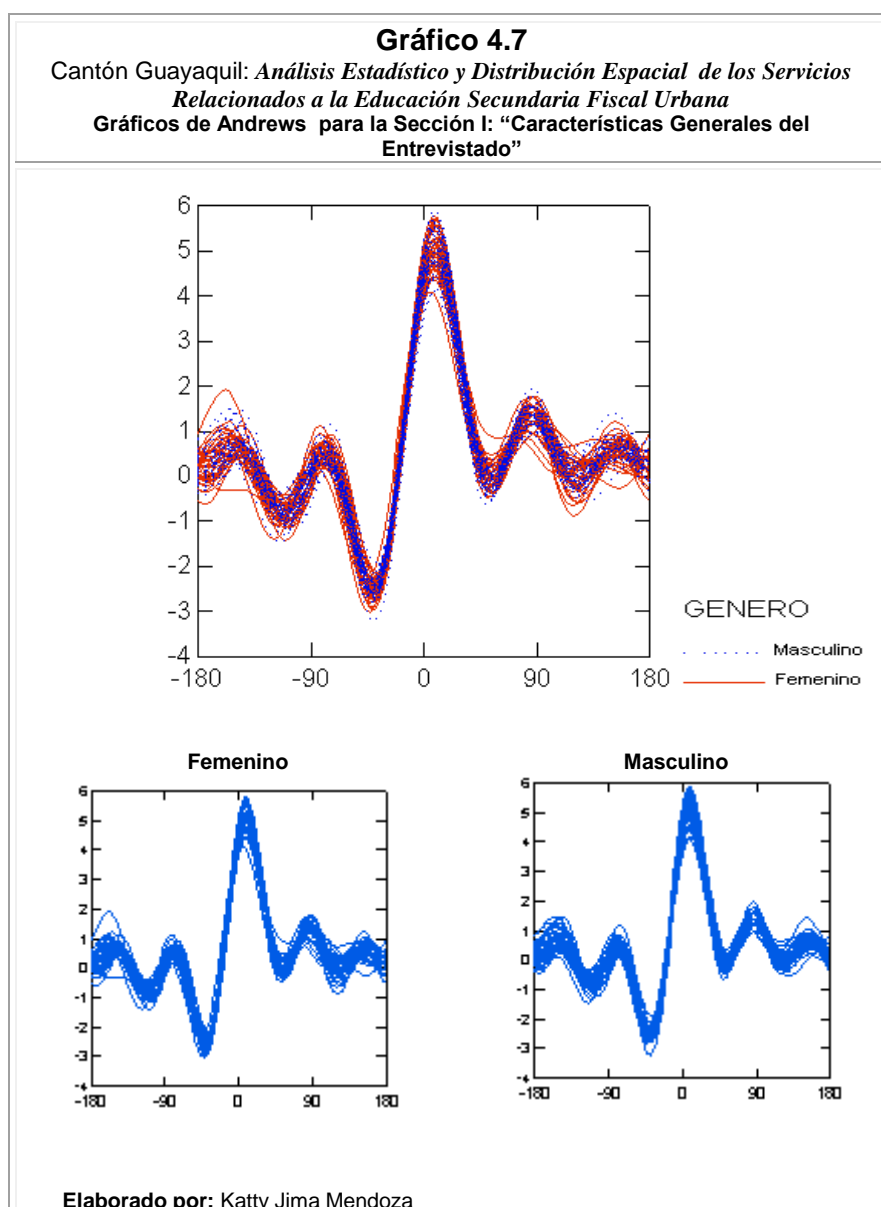 Gráfico 4.7
Cantón Guayaquil: Análisis Estadístico y Distribución Espacial de los Servicios
Relacionados a la Educación Secundaria Fiscal Urbana
Gráficos de Andrews para la Sección I: “Características Generales del
Entrevistado”
6
5
4
3
2
1
0
-1
-2
-3
-4
-180 -90 0 90 180
GENERO
Masculino
Femenino
Femenino
6
5
4
3
2
1
0
-1
-2
-3
-4
-180 -90 0 90 180
Masculino
6
5
4
3
2
1
0
-1
-2
-3
-4
-180 -90 0 90 180
Elaborado por: Katty Jima Mendoza